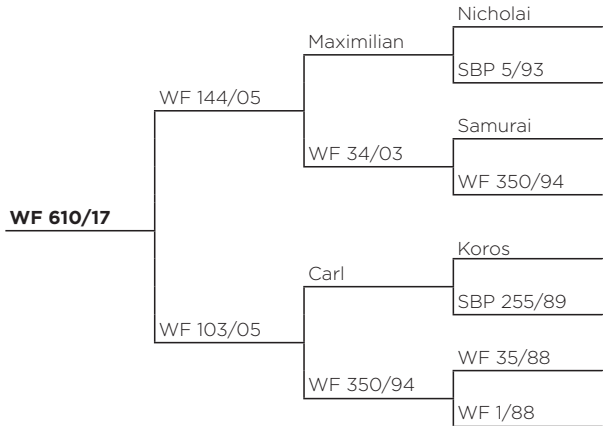 Nicholai
Maximilian
SBP 5/93
WF 144/05
Samurai
WF 34/03
WF 350/94
WF 610/17
Koros
Carl
SBP 255/89
WF 103/05
WF 35/88
WF 350/94
WF 1/88